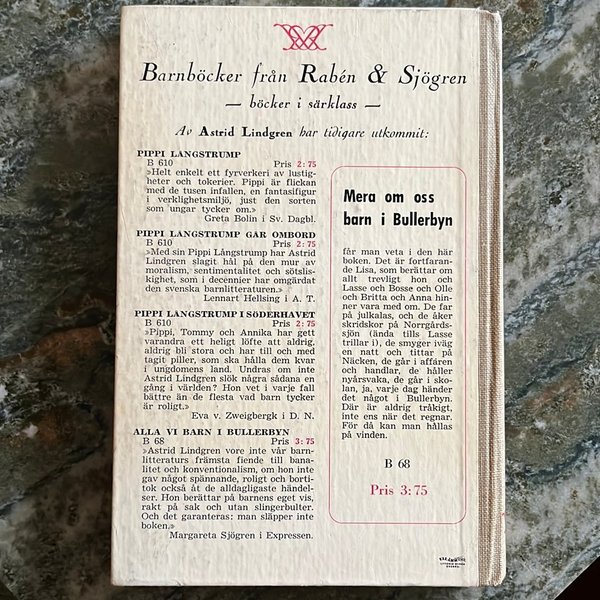 Barnböcker från Rabén & Sjögren
— böcker i särklass —
Av Astrid Lindgren har tidigare utkommit:
PIPPI LÅNGSTRUMP
B 610 Pris 2:75
»Helt enkelt ett fyrverkeri av lustig-
heter och tokerier. Pippi är flickan
med de tusen infallen, en fantasifigur
i verklighetsmiljö, just den sorten
som ungar tycker om.»
Greta Bolin i Sv. Dagbl.
PIPPI LÅNGSTRUMP GÅR OMBORD
B 610 Pris 2:75
»Med sin Pippi Långstrump har Astrid
Lindgren slagit hål på den mur av
moralism, sentimentalitet och sötslis-
kighet, som i decennier har omgärdat
den svenska barnlitteraturen.»
Lennart Hellsing i A. T.
PIPPI LÅNGSTRUMP I SÖDERHAVET
B 610 Pris 2:75
»Pippi, Tommy och Annika har gett
varandra ett heligt löfte att aldrig,
aldrig bli stora och har till och med
tagit piller, som ska hålla dem kvar
i ungdomens land. Undras om inte
Astrid Lindgren slök några sådana en
gång i världen? Hon vet i varje fall
bättre än de flesta vad barn tycker
är roligt.»
Eva v. Zweigbergk i D. N.
ALLA VI BARN I BULLERBYN
B 68 Pris 3:75
»Astrid Lindgren vore inte vår barn-
litteraturs främsta fiende till bana-
litet och konventionalism, om hon inte
gav något spännande, roligt och borti-
tok också åt de alldagligaste händel-
ser. Hon berättar på barnens eget vis,
rakt på sak och utan slingerbulter.
Och det garanteras: man släpper inte
boken.»
Margareta Sjögren i Expressen.
Mera om oss
barn i Bullerbyn
får man veta i den här
boken. Det är fortfaran-
de Lisa, som berättar om
allt trevligt hon och
Lasse och Bosse och Olle
och Britta och Anna hin-
ner vara med om. De far
på julkalas, och de åker
skridskor på Norrgårds-
sjön (ända tills Lasse
trillar i), de smyger iväg
en natt och tittar på
Näcken, de går i affären
och handlar, de håller
nyårsvaka, de går i sko-
lan, ja, varje dag händer
det något i Bullerbyn.
Där är aldrig tråkigt,
inte ens när det regnar.
För då kan man hållas
på vinden.
B 68
Pris 3:75